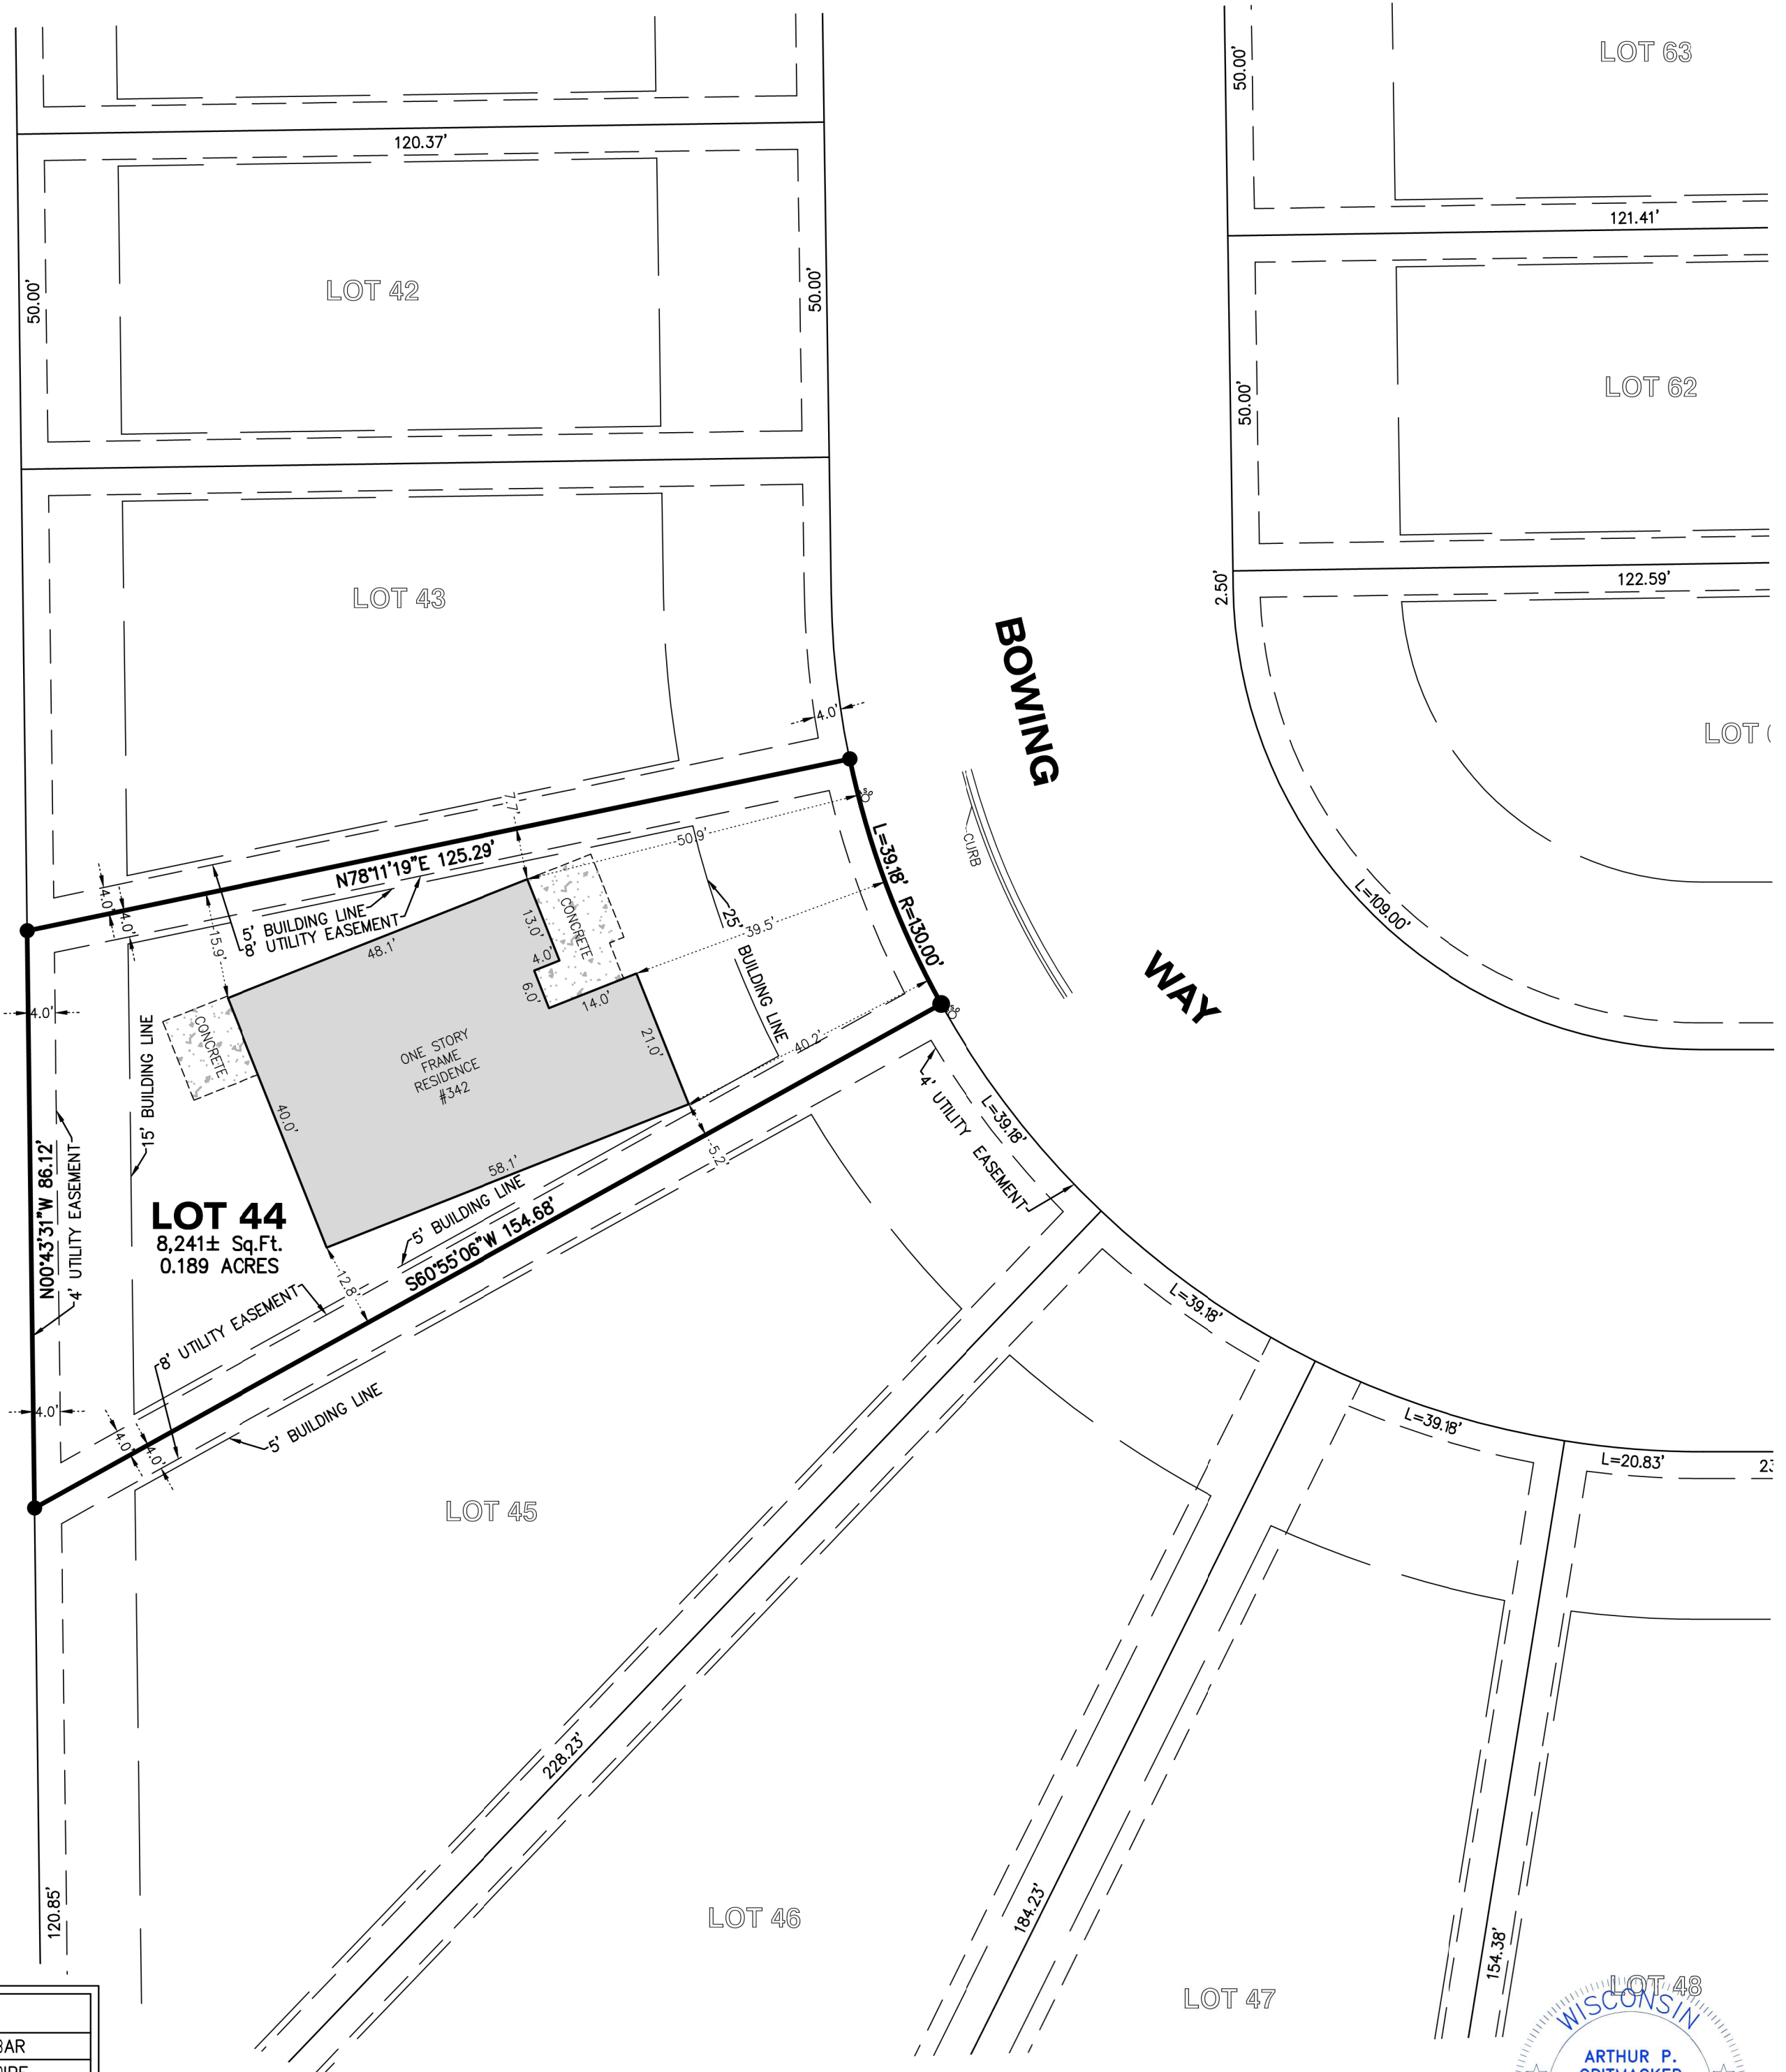 LOT 63
50.00'
120.37'
121.41'
LOT 42
50.00'
50.00'
LOT 62
50.00'
122.59'
2.50'
LOT 43
BOWING
WAY
4.0'
LOT
CURB
L=39.18' R=130.00'
7.7'
50.9'
N78°11'19"E 125.29'
4.0'
4.0'
5' BUILDING LINE
8' UTILITY EASEMENT
15.9'
48.1'
13.0'
CONCRETE
4.0'
6.0'
14.0'
39.5'
25' BUILDING LINE
L=109.00'
4.0'
CONCRETE
15' BUILDING LINE
ONE STORY
FRAME
RESIDENCE
#342
21.0'
40.2'
40.0'
58.1'
5.2'
4' UTILITY EASEMENT
L=39.18'
N00°43'31"W 86.12'
4' UTILITY EASEMENT
LOT 44
8,241± Sq.Ft.
0.189 ACRES
5' BUILDING LINE
S60°55'06"W 154.68'
12.8'
8' UTILITY EASEMENT
L=39.18'
4.0'
4.0'
4.0'
5' BUILDING LINE
L=39.18'
L=20.83'
23
LOT 45
228.23'
120.85'
LOT 46
184.23'
154.38'
LOT 47
LOT 48
WISCONSIN
ARTHUR P.
BAR